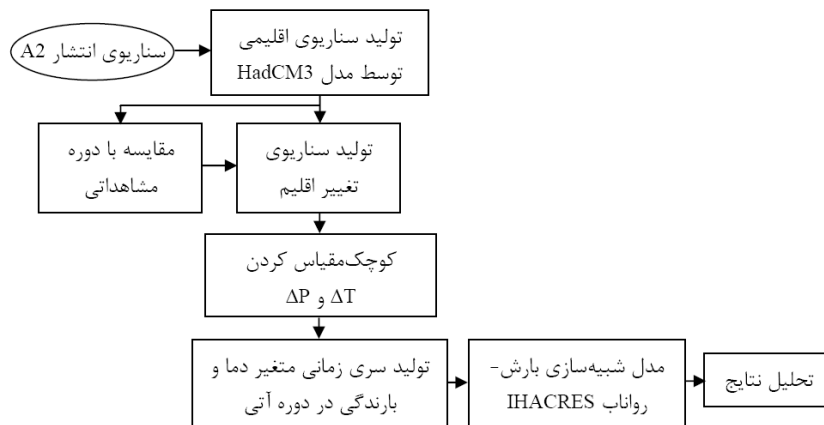 سناریوی انتشار A2
تولید سناریوی اقلیمی
توسط مدل HadCM3
مقایسه با دوره
مشاهداتی
تولید سناریوی
تغییر اقلیم
کوچک‌مقیاس کردن
ΔT و ΔP
تولید سری زمانی متغیر دما و
بارندگی در دوره آتی
مدل شبیه‌سازی بارش-
رواناب IHACRES
تحلیل نتایج